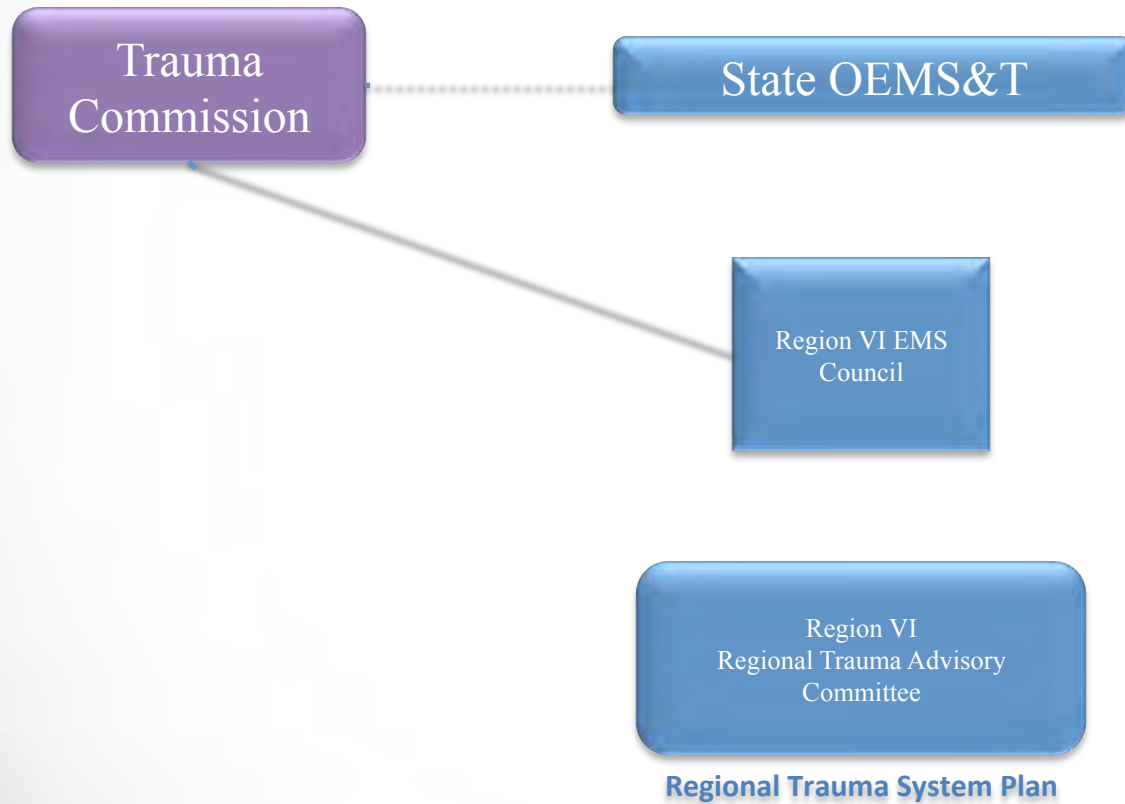 Trauma
Commission
State OEMS&T
Region VI EMS
Council
Region VI
Regional Trauma Advisory
Committee
Regional Trauma System Plan